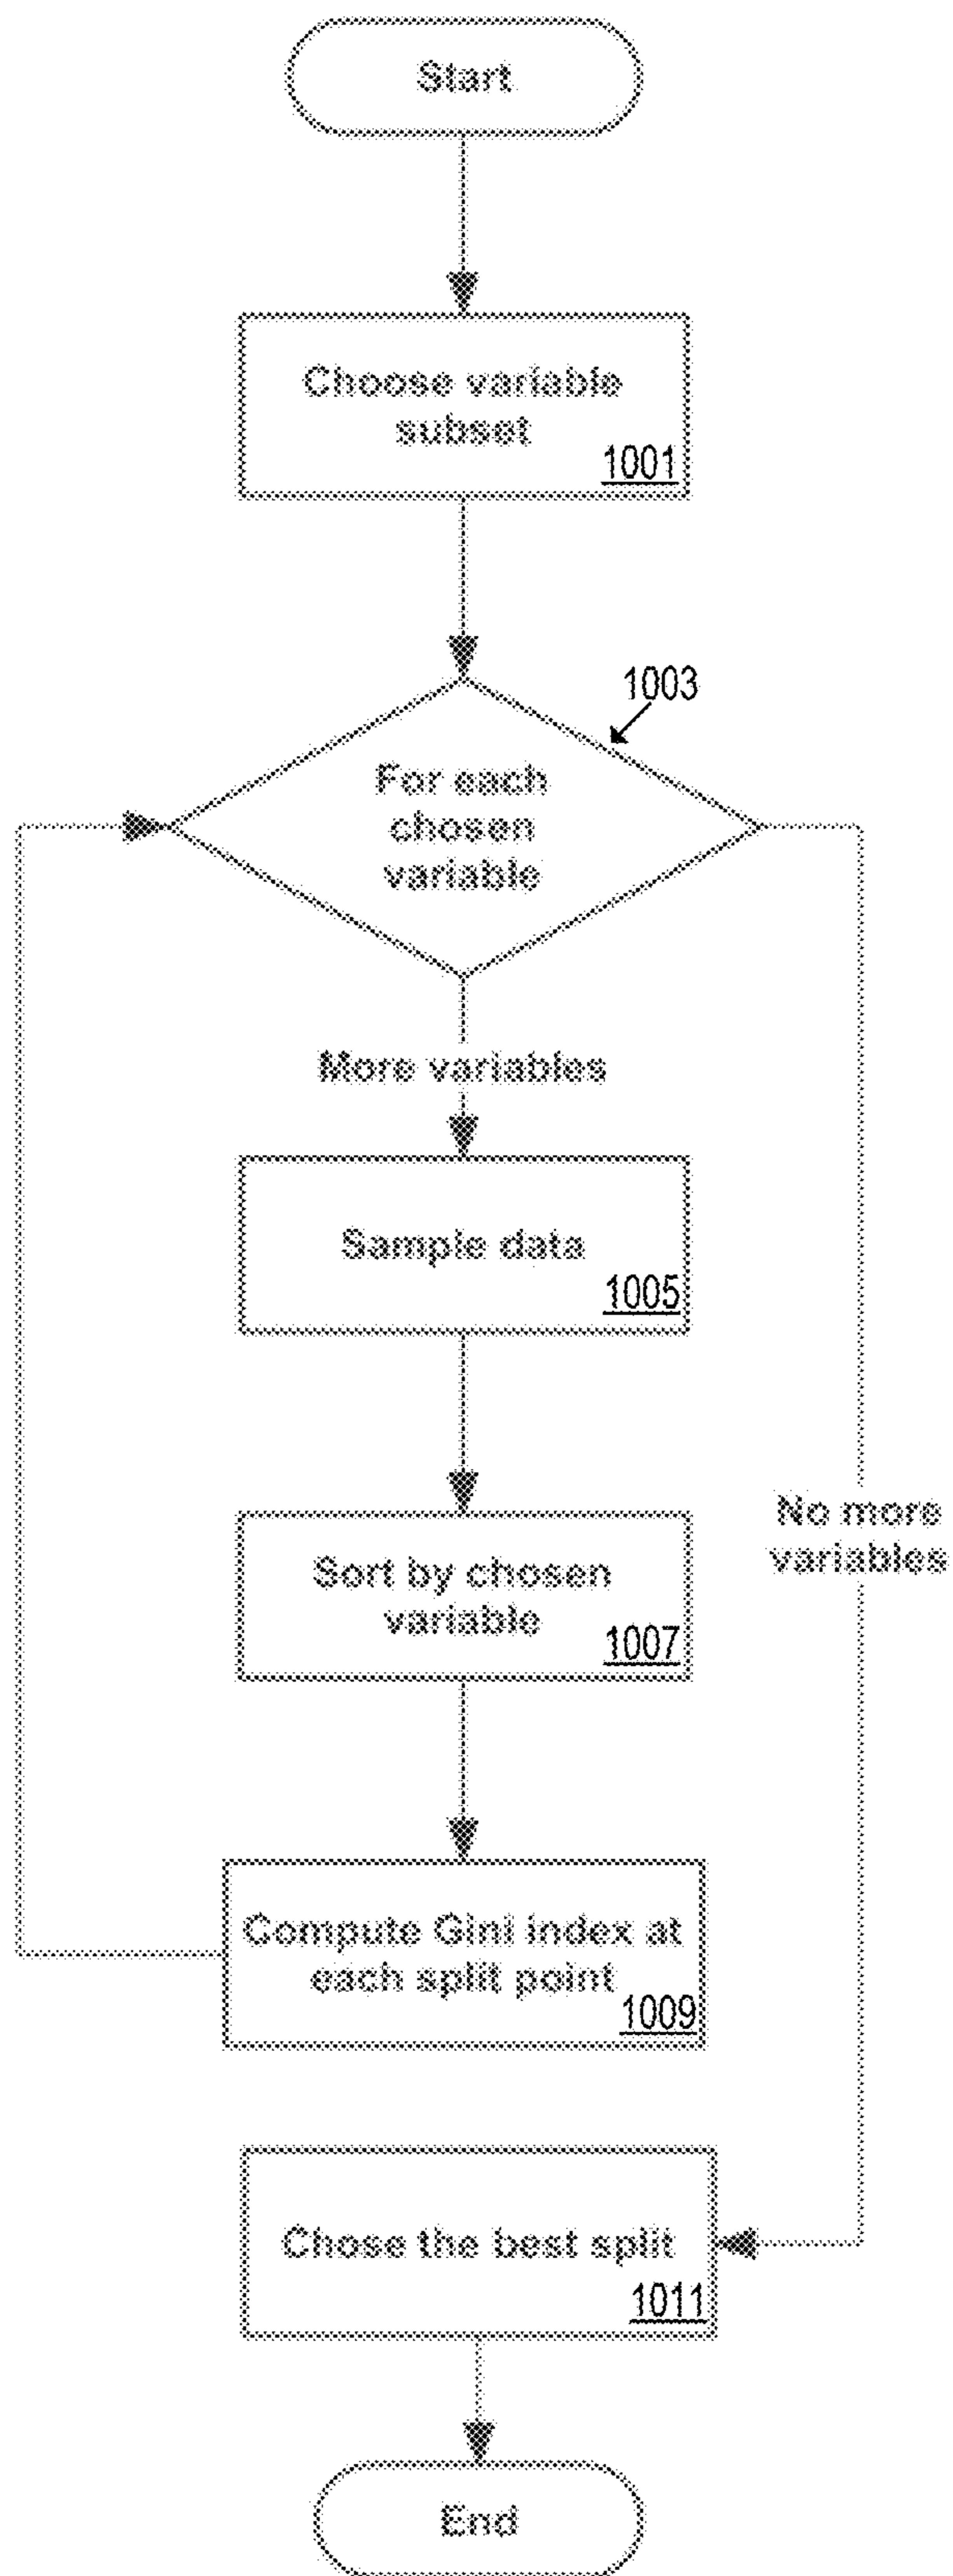 Start
Choose variable
subset
1001
1003
For each
chosen
variable
More variables
Sample data
1005
No more
variables
Sort by chosen
variable
1007
Compute Gini index at
each split point
1009
Chose the best split
1011
End